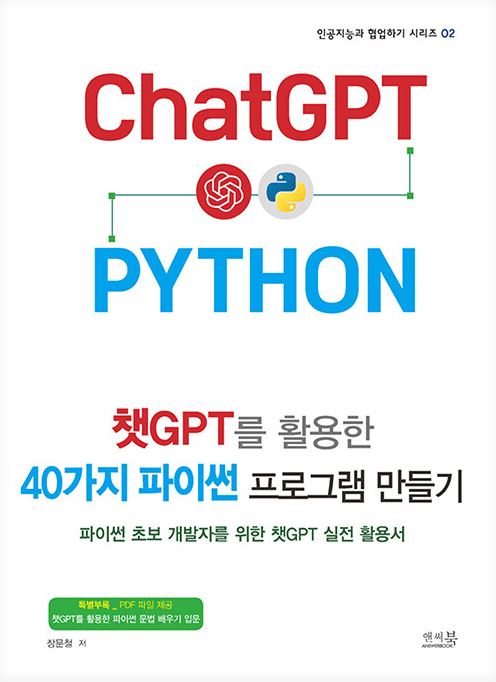 인공지능과 협업하기 시리즈 02
ChatGPT
PYTHON
챗GPT를 활용한
40가지 파이썬 프로그램 만들기
파이썬 초보 개발자를 위한 챗GPT 실전 활용서
특별부록 _ PDF 파일 제공
챗GPT를 활용한 파이썬 문법 배우기 입문
장문철 저
앤써북
ANSWERBOOK